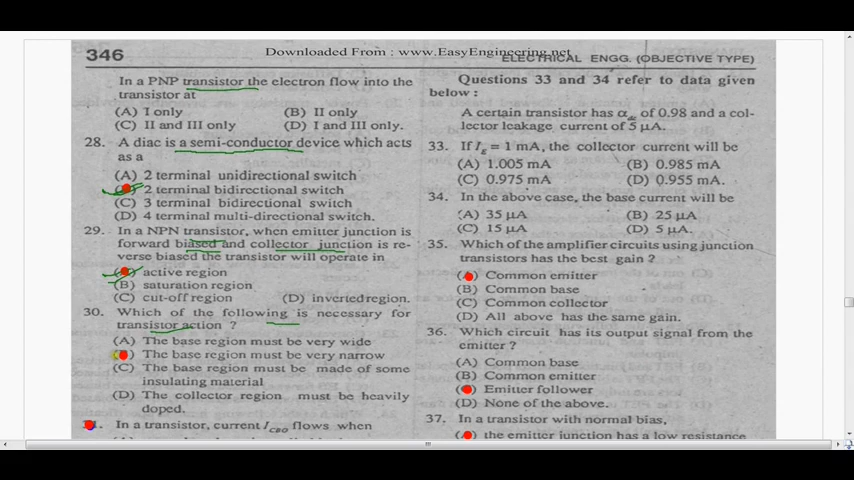 346
Downloaded From : www.EasyEngineering.net
ELECTRICAL ENGG. (OBJECTIVE TYPE)
In a PNP transistor the electron flow into the
transistor at
(A) I only (B) II only
(C) II and III only (D) I and III only.
28. A diac is a semi-conductor device which acts
as a
(A) 2 terminal unidirectional switch
2 terminal bidirectional switch
(C) 3 terminal bidirectional switch
(D) 4 terminal multi-directional switch.
29. In a NPN transistor, when emitter junction is
forward biased and collector junction is re-
verse biased the transistor will operate in
active region
(B) saturation region
(C) cut-off region (D) inverted region.
30. Which of the following is necessary for
transistor action ?
(A) The base region must be very wide
The base region must be very narrow
(C) The base region must be made of some
insulating material
(D) The collector region must be heavily
doped.
In a transistor, current I_CBO flows when
Questions 33 and 34 refer to data given
below :
A certain transistor has α_dc of 0.98 and a col-
lector leakage current of 5 μA.
33. If I_E = 1 mA, the collector current will be
(A) 1.005 mA (B) 0.985 mA
(C) 0.975 mA (D) 0.955 mA.
34. In the above case, the base current will be
(A) 35 μA (B) 25 μA
(C) 15 μA (D) 5 μA.
35. Which of the amplifier circuits using junction
transistors has the best gain ?
(A) Common emitter
(B) Common base
(C) Common collector
(D) All above has the same gain.
36. Which circuit has its output signal from the
emitter ?
(A) Common base
(B) Common emitter
Emitter follower
(D) None of the above.
37. In a transistor with normal bias,
(A) the emitter junction has a low resistance